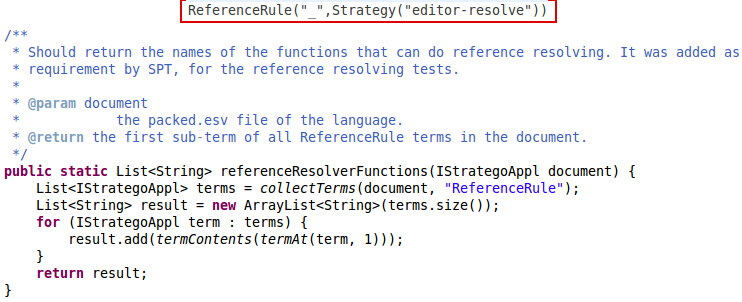 ReferenceRule("_",Strategy("editor-resolve"))
/**
 * Should return the names of the functions that can do reference resolving. It was added as
 * requirement by SPT, for the reference resolving tests.
 *
 * @param document
 *            the packed.esv file of the language.
 * @return the first sub-term of all ReferenceRule terms in the document.
 */
public static List<String> referenceResolverFunctions(IStrategoAppl document) {
    List<IStrategoAppl> terms = collectTerms(document, "ReferenceRule");
    List<String> result = new ArrayList<String>(terms.size());
    for (IStrategoAppl term : terms) {
        result.add(termContents(termAt(term, 1)));
    }
    return result;
}